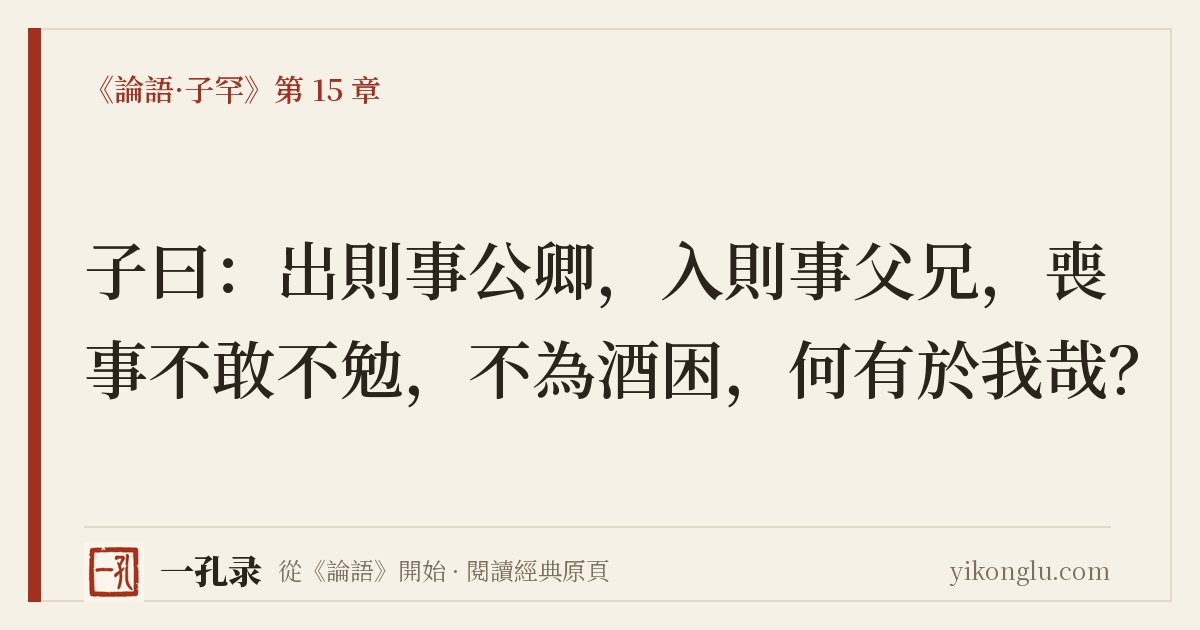 《論語·子罕》第 15 章
子曰：出則事公卿，入則事父兄，喪
事不敢不勉，不為酒困，何有於我哉？
一孔
一孔录 從《論語》開始 · 閱讀經典原頁
yikonglu.com